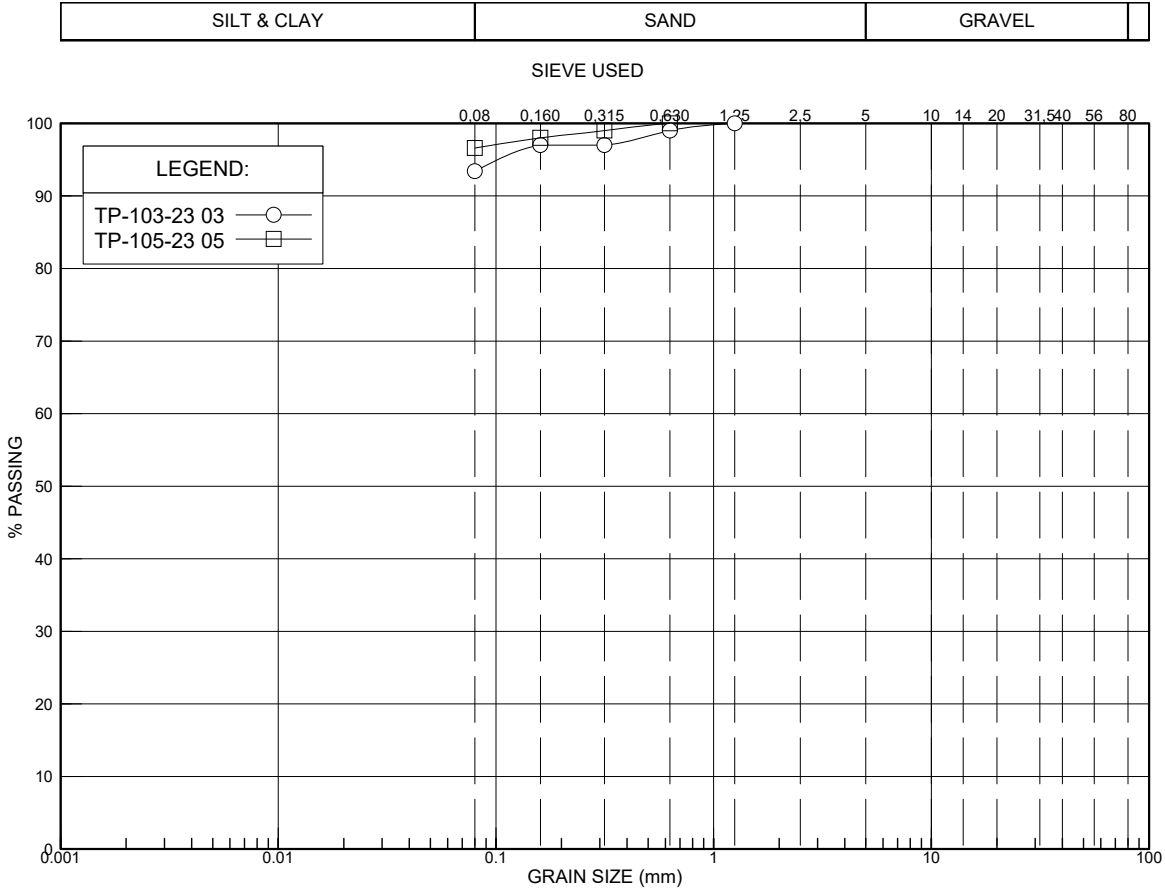 SILT & CLAY SAND GRAVEL
SIEVE USED
0,08 0,160 0,315 0,630 1,25 2,5 5 10 14 20 31,5 40 56 80
100
LEGEND:
90
TP-103-23 03
TP-105-23 05
80
70
60
% PASSING
50
40
30
20
10
0
0.001 0.01 0.1 1 10 100
GRAIN SIZE (mm)